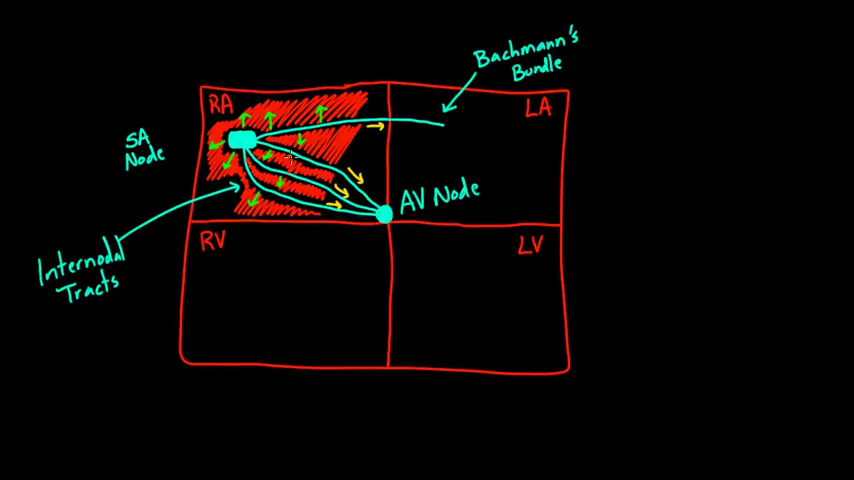 Bachmann's
Bundle
RA
LA
SA
Node
AV Node
RV
LV
Internodal
Tracts